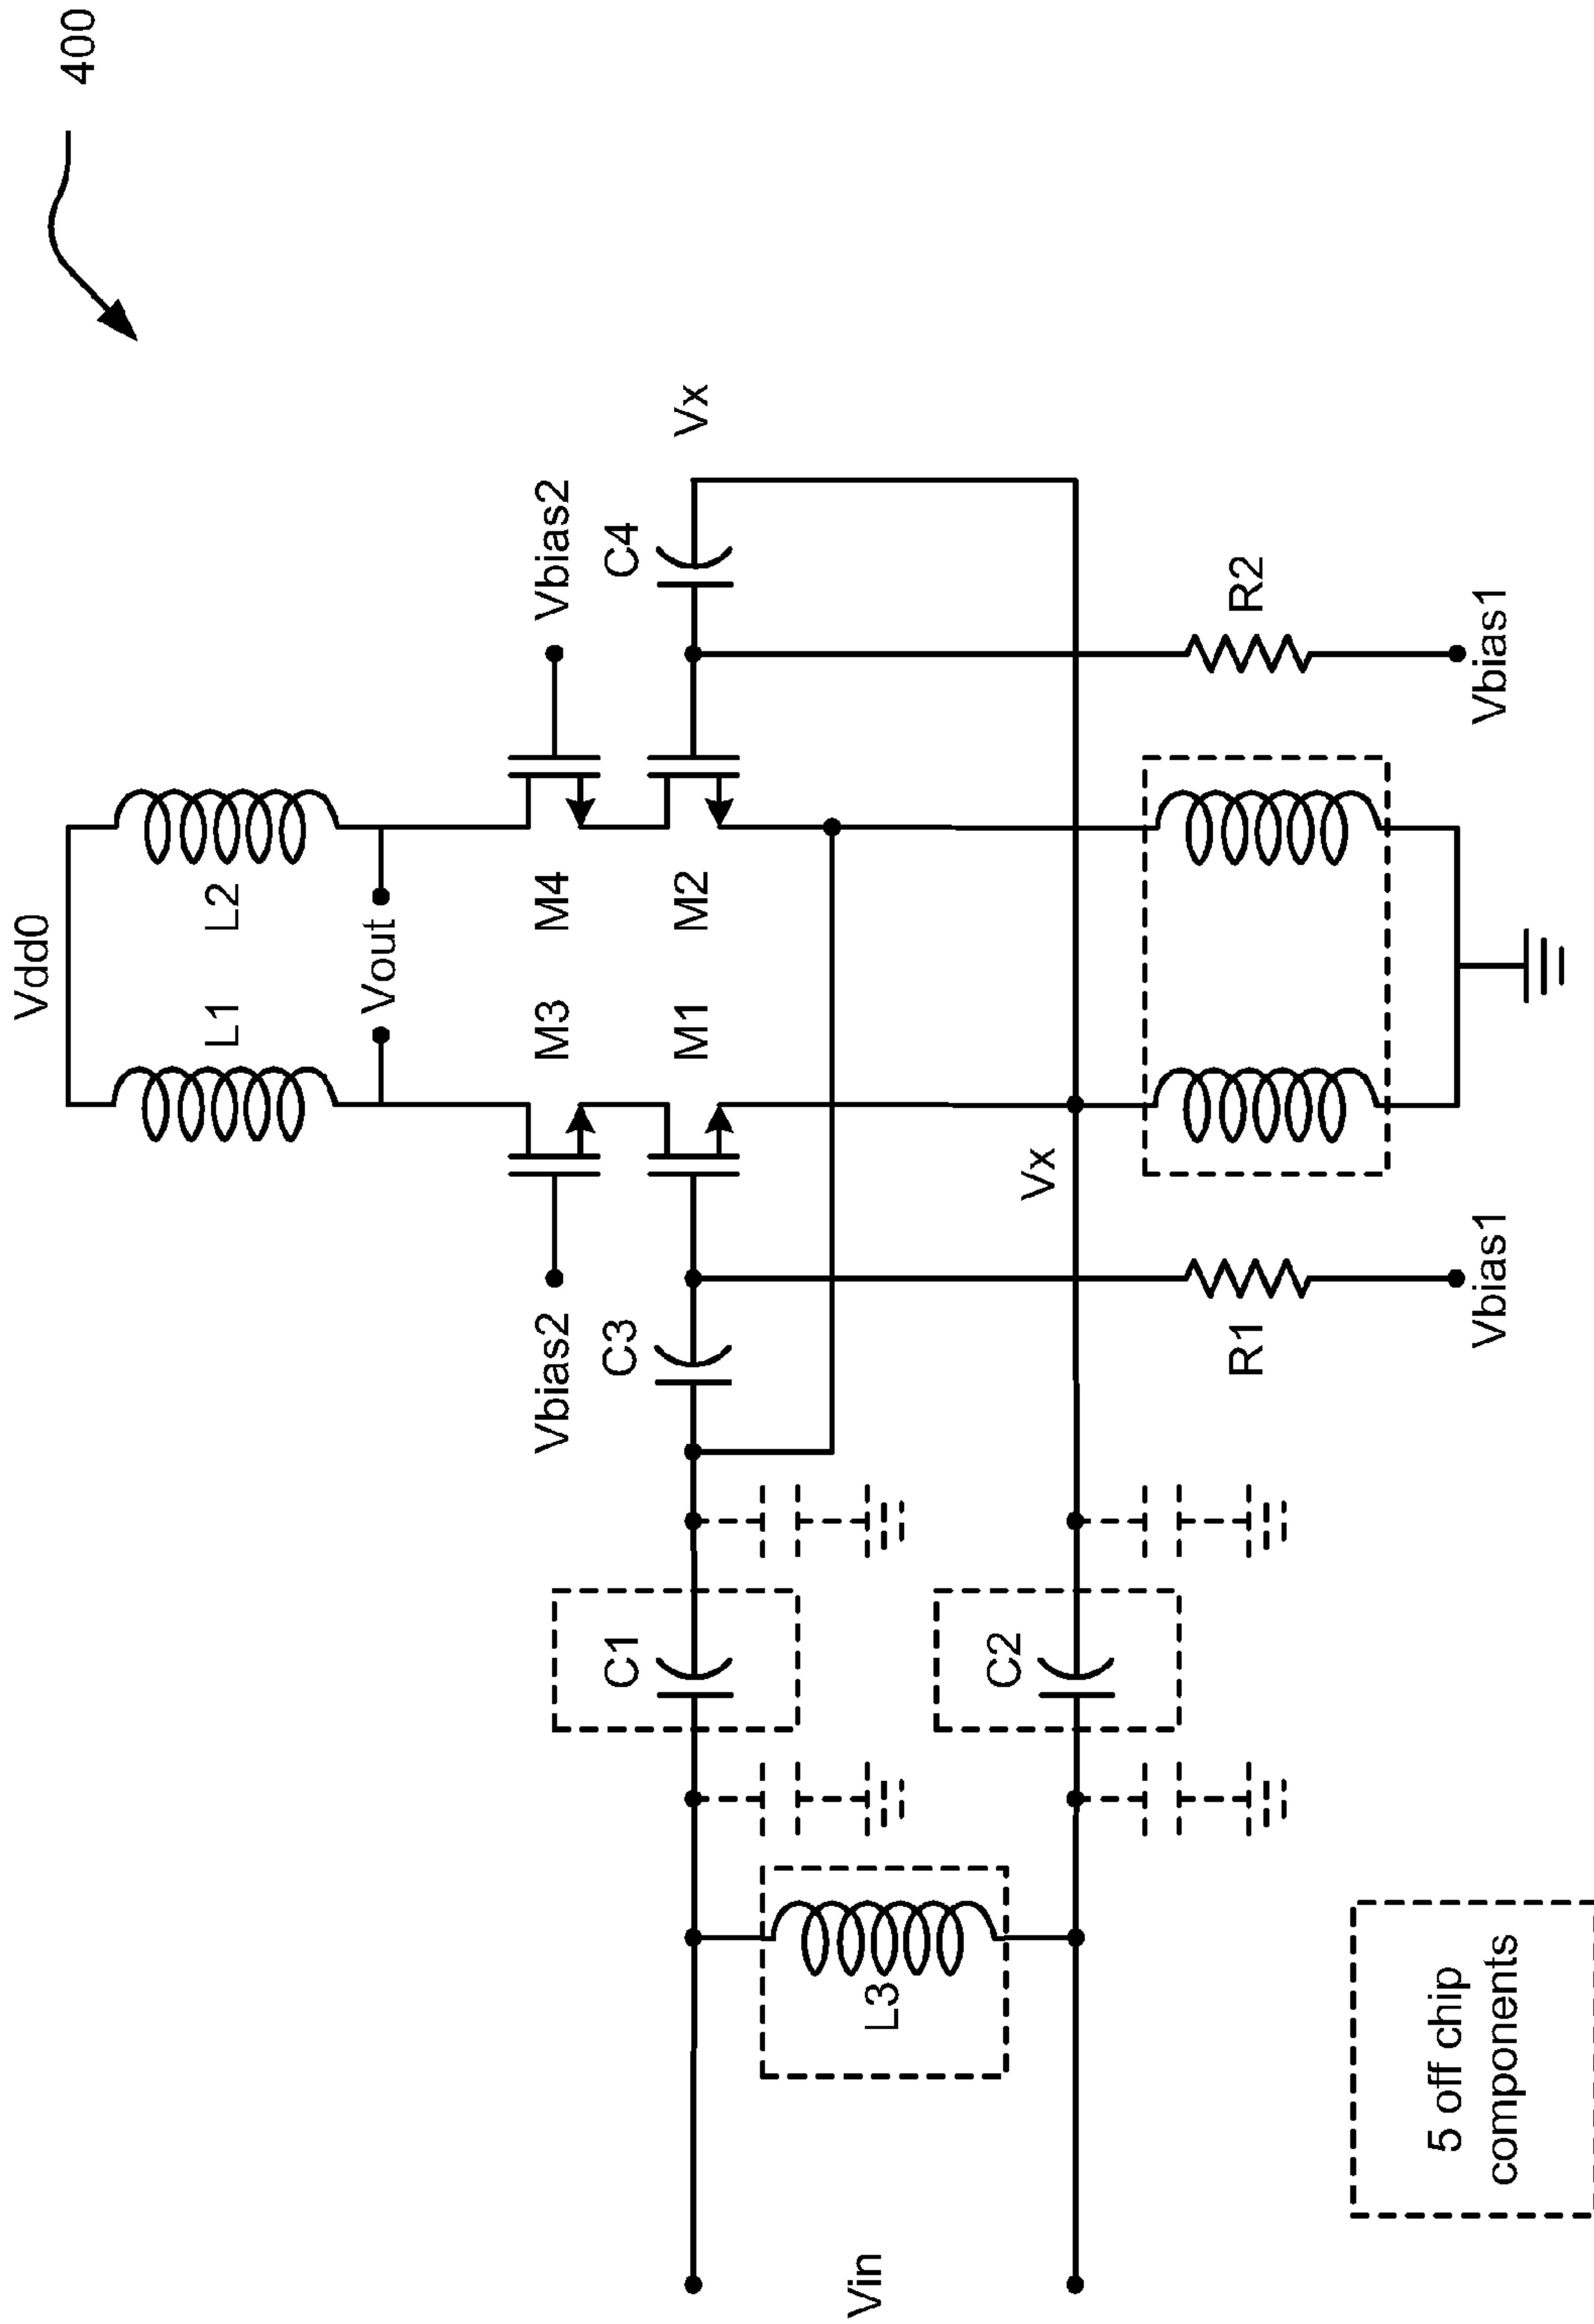 400
Vdd0
L1
L2
Vout
Vbias2
M3
M4
Vbias2
C1
C3
M1
M2
C4
Vx
Vin
L3
C2
Vx
R1
R2
Vbias1
Vbias1
5 off chip
components